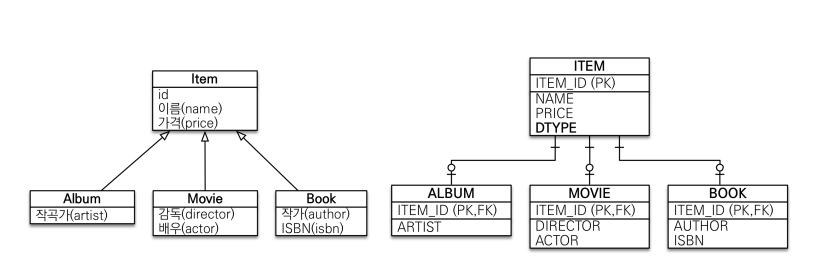 Item
id
이름(name)
가격(price)
Album
작곡가(artist)
Movie
감독(director)
배우(actor)
Book
작가(author)
ISBN(isbn)
ITEM
ITEM_ID (PK)
NAME
PRICE
DTYPE
ALBUM
ITEM_ID (PK,FK)
ARTIST
MOVIE
ITEM_ID (PK,FK)
DIRECTOR
ACTOR
BOOK
ITEM_ID (PK,FK)
AUTHOR
ISBN